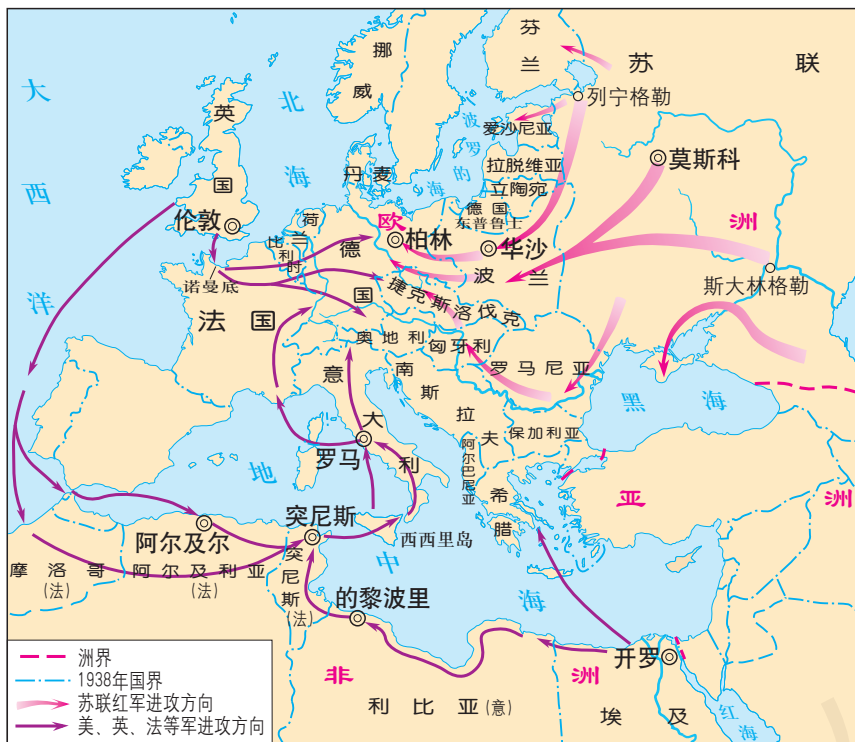 大西洋
北海
挪威
芬兰
苏联
列宁格勒
波罗的海
爱沙尼亚
英国
丹麦
拉脱维亚
立陶宛
莫斯科
伦敦
荷兰
欧洲
德国
东普鲁士
比利时
德国
柏林
华沙
波兰
诺曼底
捷克斯洛伐克
斯大林格勒
法国
奥地利
匈牙利
罗马尼亚
意大利
南斯拉夫
黑海
罗马
阿尔巴尼亚
保加利亚
地中海
希腊
亚洲
阿尔及尔
突尼斯
西西里岛
摩洛哥
(法)
阿尔及利亚
(法)
突尼斯
(法)
的黎波里
开罗
非洲
利比亚(意)
埃及
红海
洲界
1938年国界
苏联红军进攻方向
美、英、法等军进攻方向